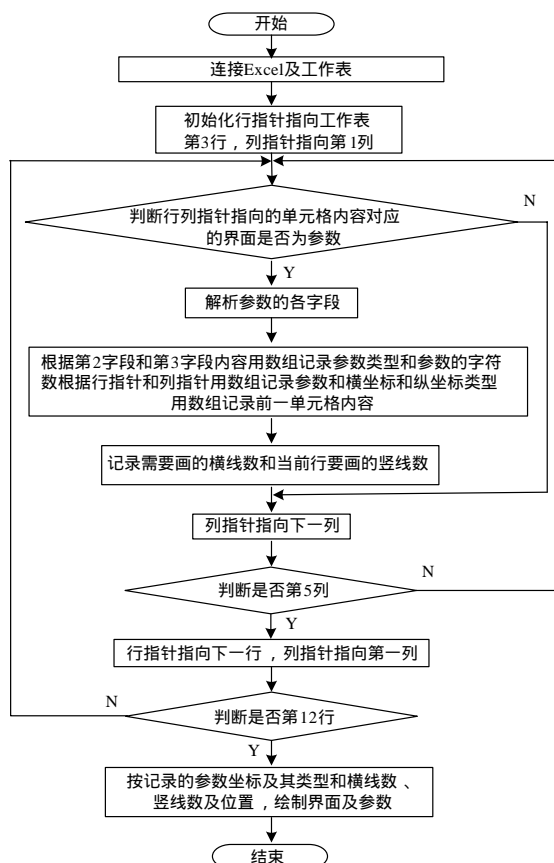 开始
连接Excel及工作表
初始化行指针指向工作表
第3行，列指针指向第1列
判断行列指针指向的单元格内容对应
的界面是否为参数
N
Y
解析参数的各字段
根据第2字段和第3字段内容用数组记录参数类型和参数的字符
数根据行指针和列指针用数组记录参数和横坐标和纵坐标类型
用数组记录前一单元格内容
记录需要画的横线数和当前行要画的竖线数
列指针指向下一列
判断是否第5列
N
Y
行指针指向下一行，列指针指向第一列
N
判断是否第12行
Y
按记录的参数坐标及其类型和横线数、
竖线数及位置，绘制界面及参数
结束